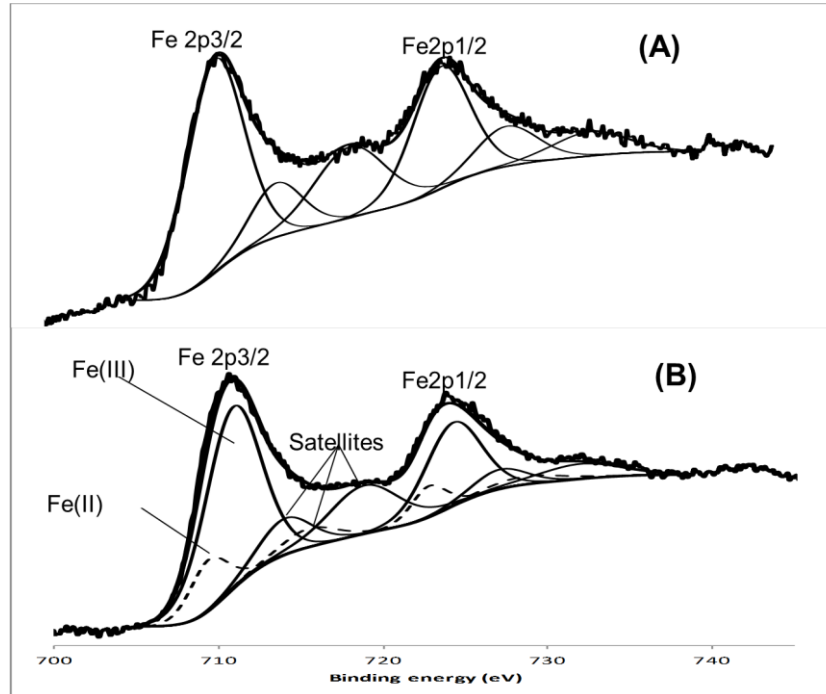 Fe 2p3/2
Fe2p1/2
(A)
Fe 2p3/2
Fe(III)
Fe2p1/2
(B)
Satellites
Fe(II)
700 710 720 730 740
Binding energy (eV)